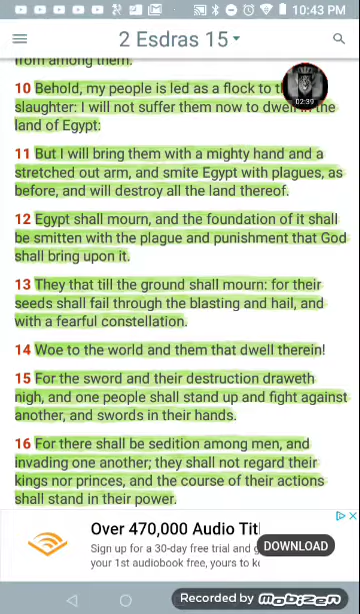 10:43 PM
2 Esdras 15
from among them.
10 Behold, my people is led as a flock to
slaughter: I will not suffer them now to dwell in the
land of Egypt:
02:39
11 But I will bring them with a mighty hand and a
stretched out arm, and smite Egypt with plagues, as
before, and will destroy all the land thereof.
12 Egypt shall mourn, and the foundation of it shall
be smitten with the plague and punishment that God
shall bring upon it.
13 They that till the ground shall mourn: for their
seeds shall fail through the blasting and hail, and
with a fearful constellation.
14 Woe to the world and them that dwell therein!
15 For the sword and their destruction draweth
nigh, and one people shall stand up and fight against
another, and swords in their hands.
16 For there shall be sedition among men, and
invading one another; they shall not regard their
kings nor princes, and the course of their actions
shall stand in their power.
Over 470,000 Audio Titl
Sign up for a 30-day free trial and g
your 1st audiobook free, yours to ke
DOWNLOAD
Recorded by Mobizen